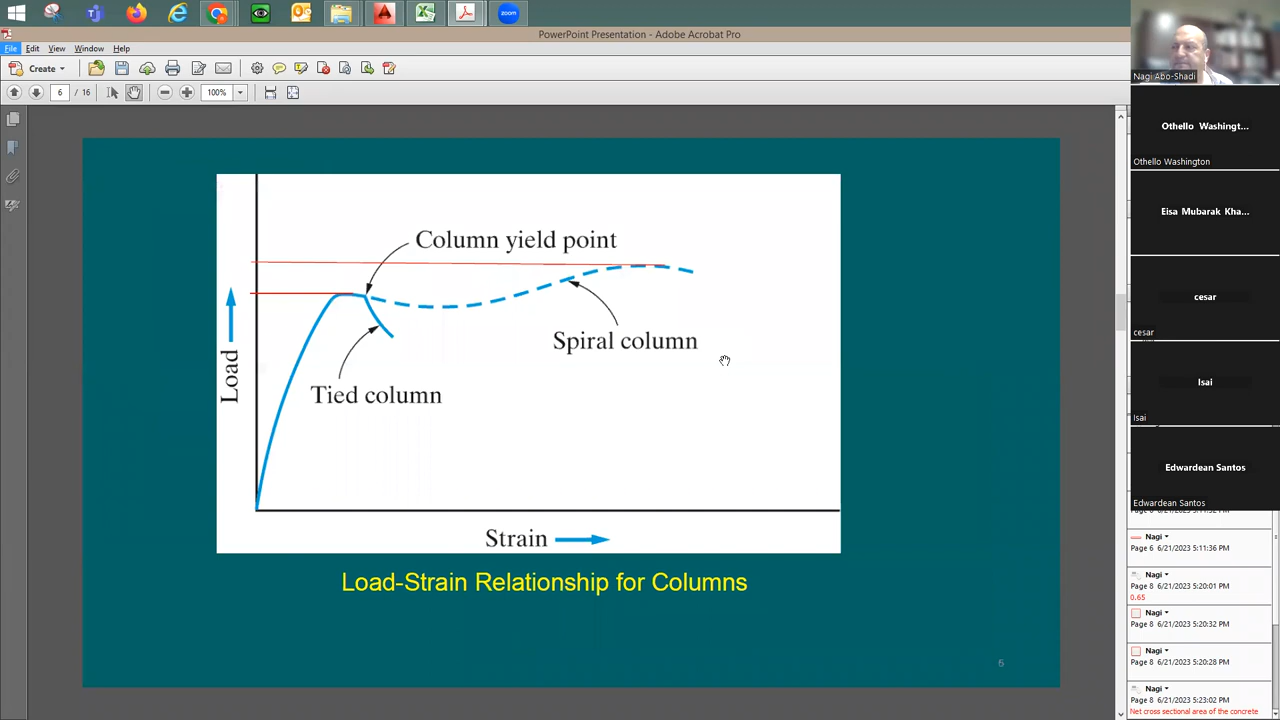 zoom
PowerPoint Presentation - Adobe Acrobat Pro
File Edit View Window Help
Create
6 / 16 100%
Column yield point
Load
Spiral column
Tied column
Strain
Load-Strain Relationship for Columns
6
Nagi Abo-Shadi
Othello Washingt...
Othello Washington
Eisa Mubarak Kha...
cesar
cesar
Isai
Isai
Edwardean Santos
Edwardean Santos
Nagi
Page 6 6/21/2023 5:11:36 PM
Nagi
Page 8 6/21/2023 5:20:01 PM
0.65
Nagi
Page 8 6/21/2023 5:20:32 PM
Nagi
Page 8 6/21/2023 5:20:28 PM
Nagi
Page 8 6/21/2023 5:23:02 PM
Net cross sectional area of the concrete